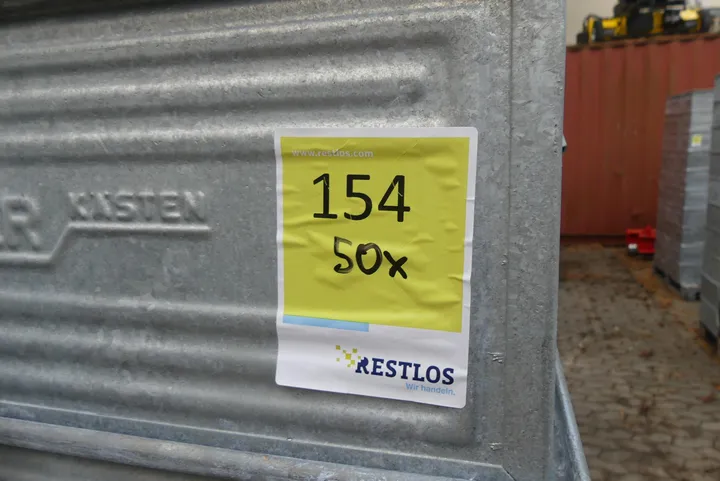 www.restlos.com
154
50x
RESTLOS
Wir handeln.
KASTEN